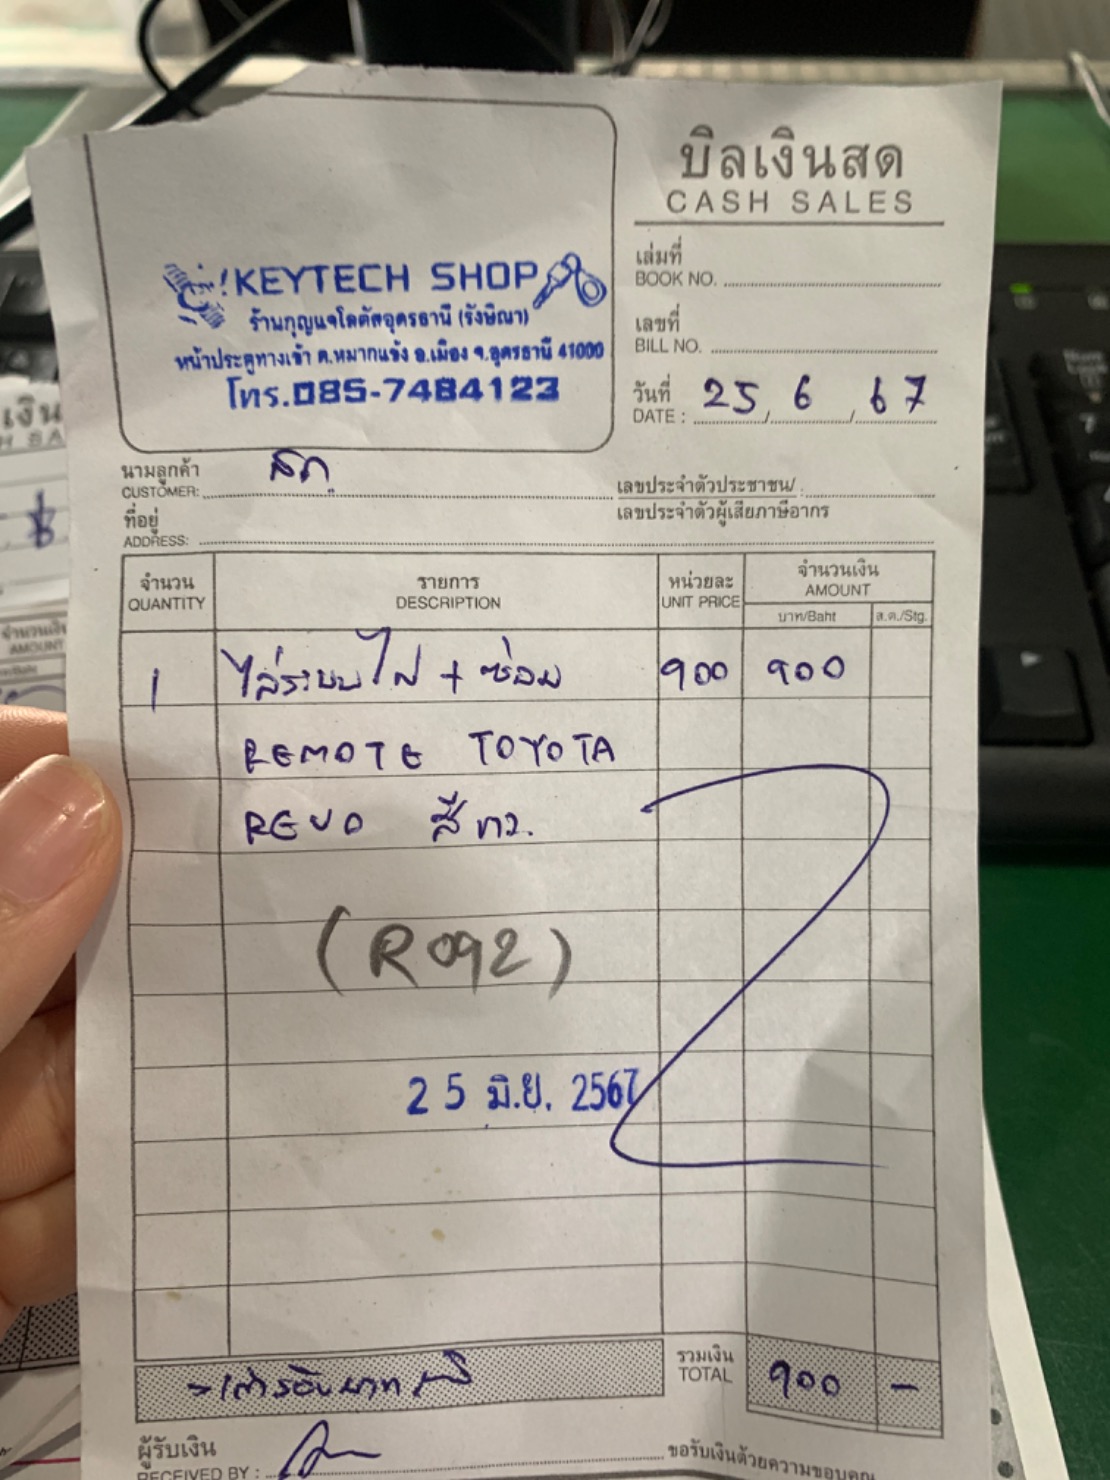 บิลเงินสด
CASH SALES
KEYTECH SHOP
ร้านกุญแจโลตัสอุดรธานี (รังษิณา)
หน้าประตูทางเข้า ต.หมากแข้ง อ.เมือง จ.อุดรธานี 41000
โทร.085-7484123
เล่มที่
BOOK NO.
เลขที่
BILL NO.
วันที่ 25 / 6 / 67
DATE :
นามลูกค้า สด
CUSTOMER:
เลขประจำตัวประชาชน/
เลขประจำตัวผู้เสียภาษีอากร
ที่อยู่
ADDRESS:
จำนวน รายการ หน่วยละ จำนวนเงิน
QUANTITY DESCRIPTION UNIT PRICE AMOUNT
บาท/Baht ส.ต./Stg.
1 ไล่ระบบไฟ + ซ่อม 900 900
REMOTE TOYOTA
REVO สีขาว.
(R092)
25 มิ.ย. 2567
รวมเงิน
TOTAL 900 -
ผู้รับเงิน
RECEIVED BY :
ขอรับเงินด้วยความขอบคุณ